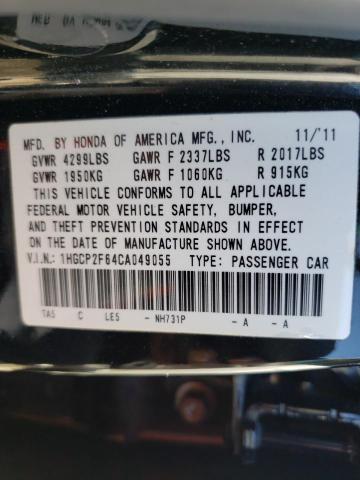 MFD. BY HONDA OF AMERICA MFG., INC. 11/'11
GVWR 4299LBS GAWR F 2337LBS R 2017LBS
GVWR 1950KG GAWR F 1060KG R 915KG
THIS VEHICLE CONFORMS TO ALL APPLICABLE
FEDERAL MOTOR VEHICLE SAFETY, BUMPER,
AND THEFT PREVENTION STANDARDS IN EFFECT
ON THE DATE OF MANUFACTURE SHOWN ABOVE.
V.I.N.: 1HGCP2F64CA049055 TYPE: PASSENGER CAR
TA5 C LE5 - NH731P - A - A